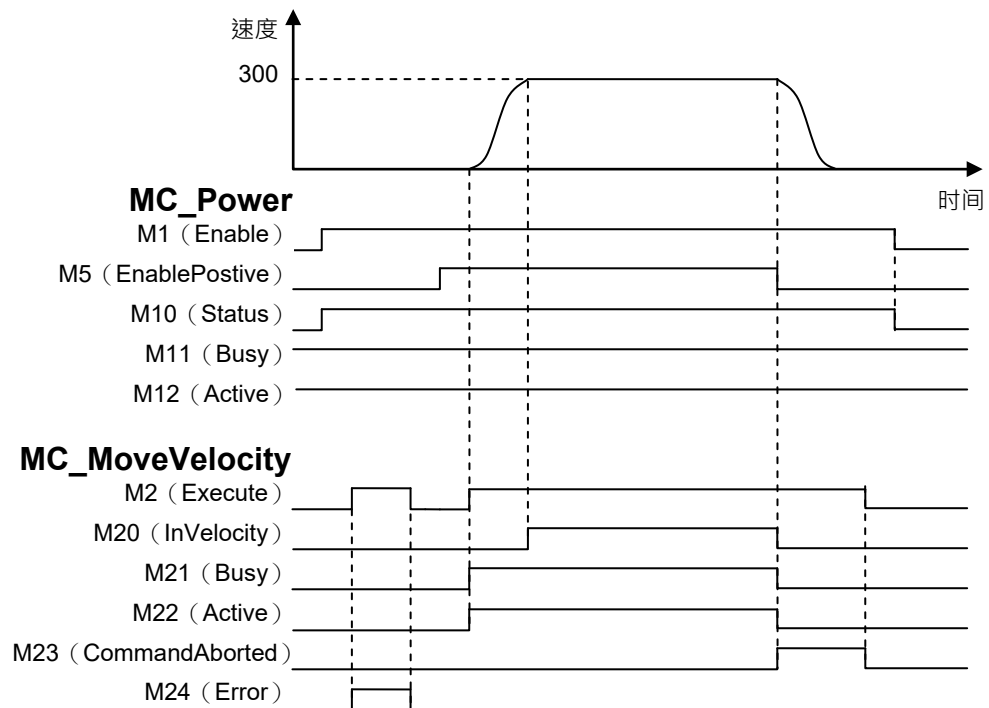 速度
300
时间
MC_Power
M1（Enable）
M5（EnablePostive）
M10（Status）
M11（Busy）
M12（Active）
MC_MoveVelocity
M2（Execute）
M20（InVelocity）
M21（Busy）
M22（Active）
M23（CommandAborted）
M24（Error）